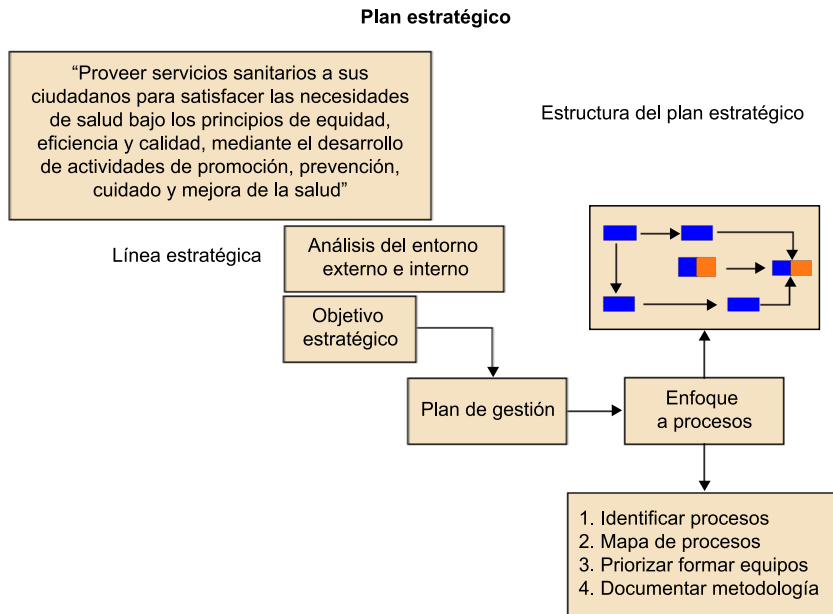 Plan estratégico
“Proveer servicios sanitarios a sus
ciudadanos para satisfacer las necesidades
de salud bajo los principios de equidad,
eficiencia y calidad, mediante el desarrollo
de actividades de promoción, prevención,
cuidado y mejora de la salud”
Estructura del plan estratégico
Línea estratégica
Análisis del entorno
externo e interno
Objetivo
estratégico
Plan de gestión
Enfoque
a procesos
1. Identificar procesos
2. Mapa de procesos
3. Priorizar formar equipos
4. Documentar metodología